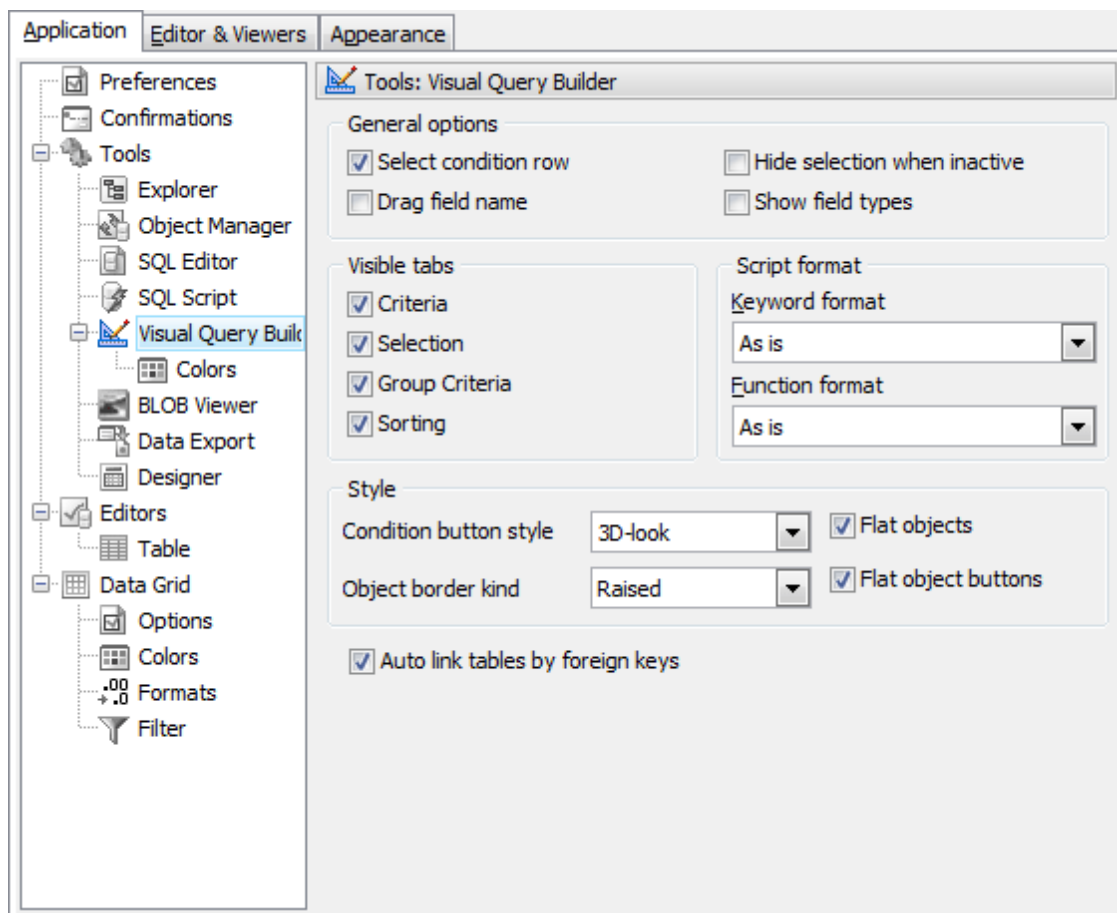 Application
Editor & Viewers
Appearance
Preferences
Confirmations
Tools
Explorer
Object Manager
SQL Editor
SQL Script
Visual Query Build
Colors
BLOB Viewer
Data Export
Designer
Editors
Table
Data Grid
Options
Colors
Formats
Filter
Tools: Visual Query Builder
General options
Select condition row
Hide selection when inactive
Drag field name
Show field types
Visible tabs
Criteria
Selection
Group Criteria
Sorting
Script format
Keyword format
As is
Function format
As is
Style
Condition button style
3D-look
Flat objects
Object border kind
Raised
Flat object buttons
Auto link tables by foreign keys